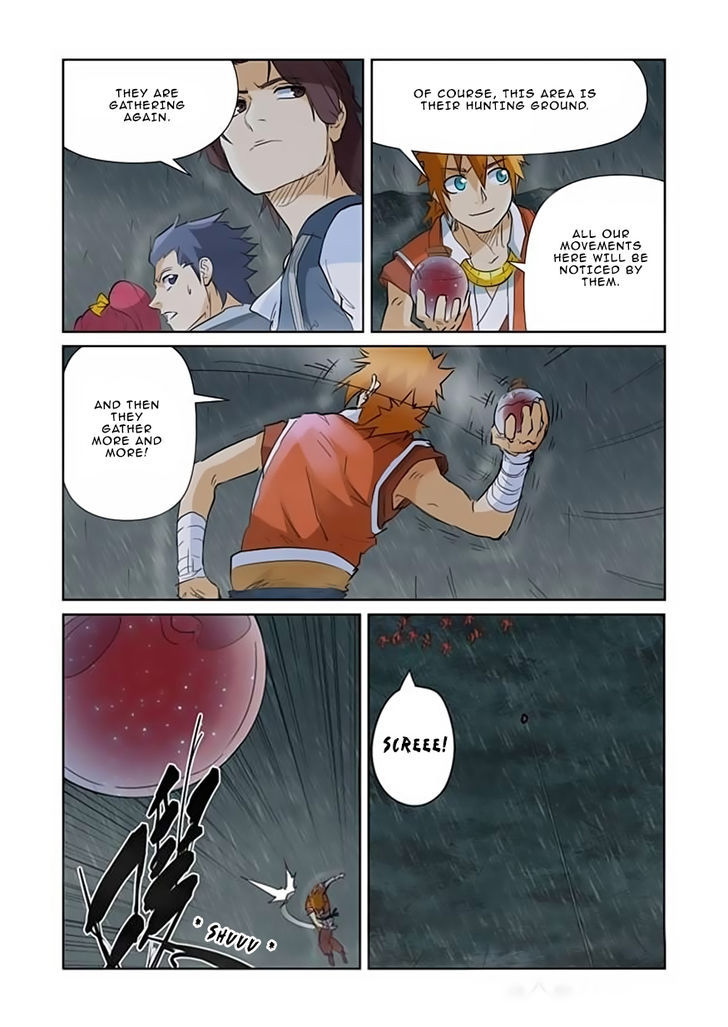 THEY ARE
GATHERING
AGAIN.
OF COURSE, THIS AREA IS
THEIR HUNTING GROUND.
ALL OUR
MOVEMENTS
HERE WILL BE
NOTICED BY
THEM.
AND THEN
THEY
GATHER
MORE AND
MORE!
* SHUUU *
SCREEE!